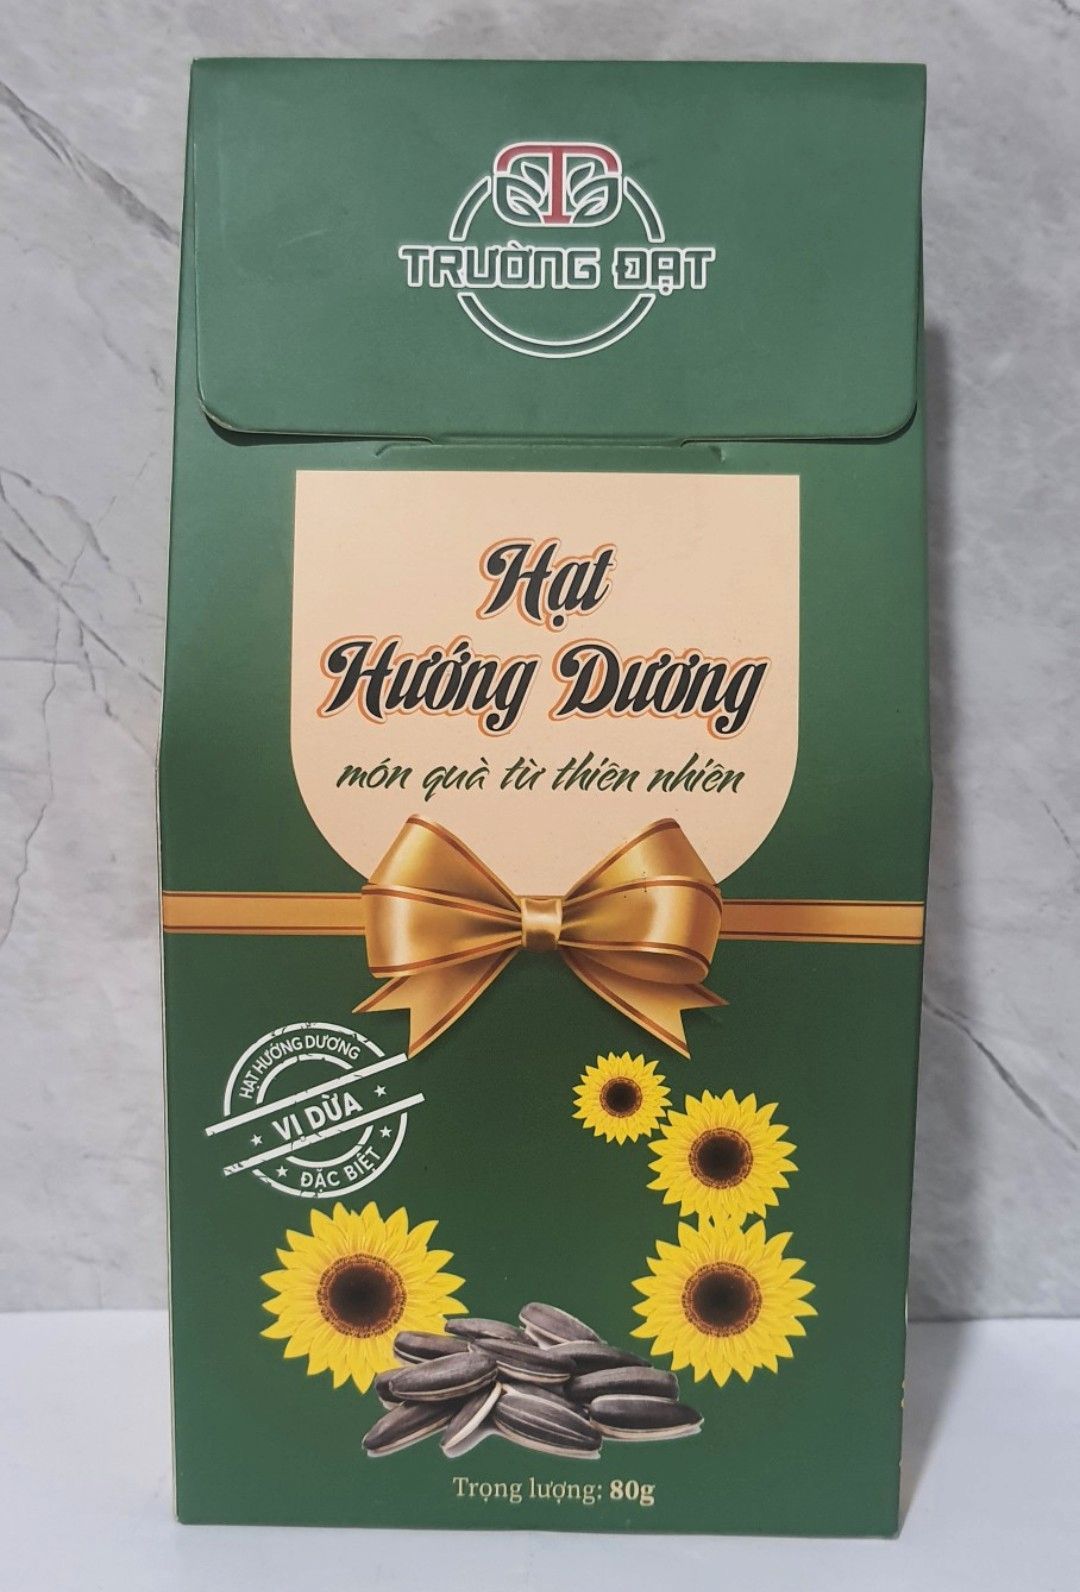 TRƯỜNG ĐẠT
Hạt
Hướng Dương
món quà từ thiên nhiên
HẠT HƯỚNG DƯƠNG
VỊ DỪA
ĐẶC BIỆT
Trọng lượng: 80g